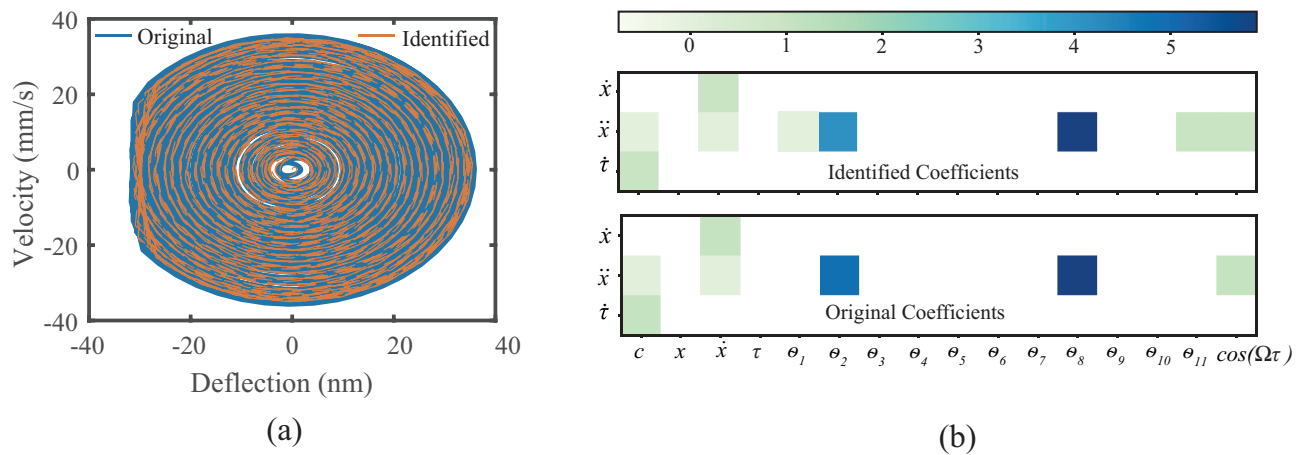 40
20
0
-20
-40
Velocity (mm/s)
Original
Identified
-40 -20 0 20 40
Deflection (nm)
(a)
0 1 2 3 4 5
ẋ
ẍ
τ̇
Identified Coefficients
ẋ
ẍ
τ̇
Original Coefficients
c x ẋ τ ϴ₁ ϴ₂ ϴ₃ ϴ₄ ϴ₅ ϴ₆ ϴ₇ ϴ₈ ϴ₉ ϴ₁₀ ϴ₁₁ cos(Ωτ)
(b)